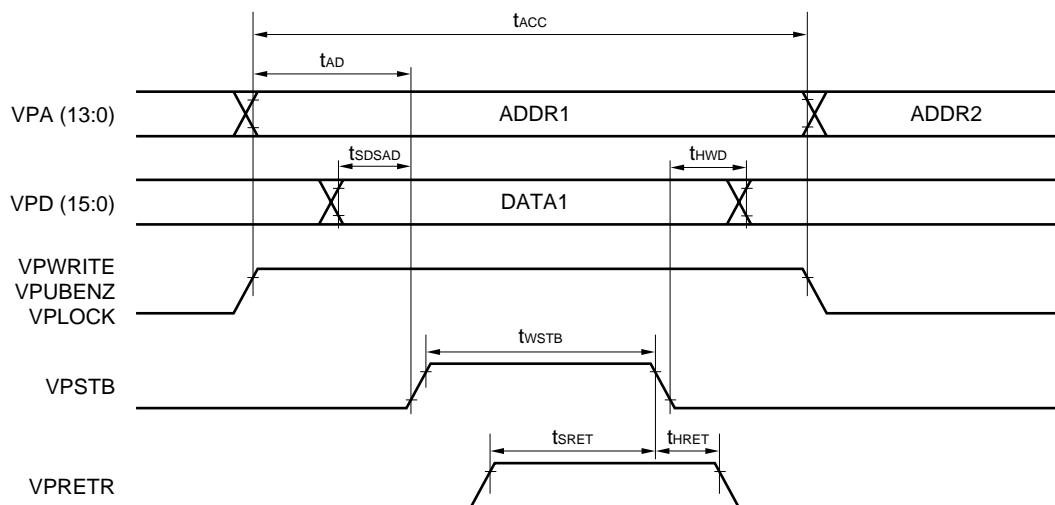 tACC
tAD
VPA (13:0) ADDR1 ADDR2
tSDSAD tHWD
VPD (15:0) DATA1
VPWRITE
VPUBENZ
VPLOCK
tWSTB
VPSTB
tSRET tHRET
VPRETR